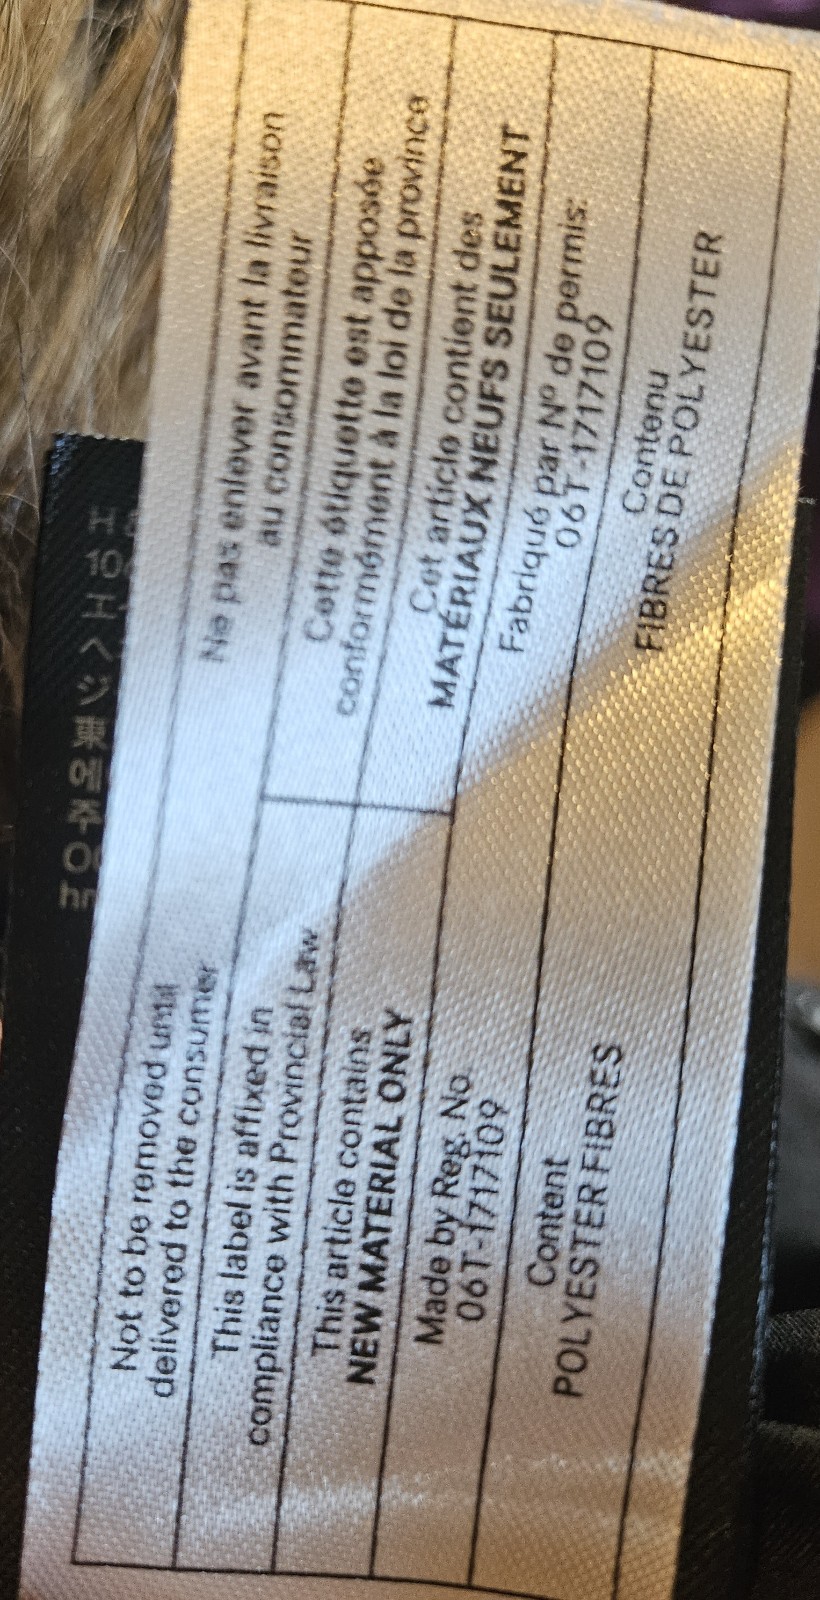 Not to be removed until
delivered to the consumer
This label is affixed in
compliance with Provincial Law
This article contains
NEW MATERIAL ONLY
Made by Reg. No.
06T-1717109
Content
POLYESTER FIBRES
Ne pas enlever avant la livraison
au consommateur
Cette étiquette est apposée
conformément à la loi de la province
Cet article contient des
MATÉRIAUX NEUFS SEULEMENT
Fabriqué par Nº de permis:
06T-1717109
Contenu
FIBRES DE POLYESTER